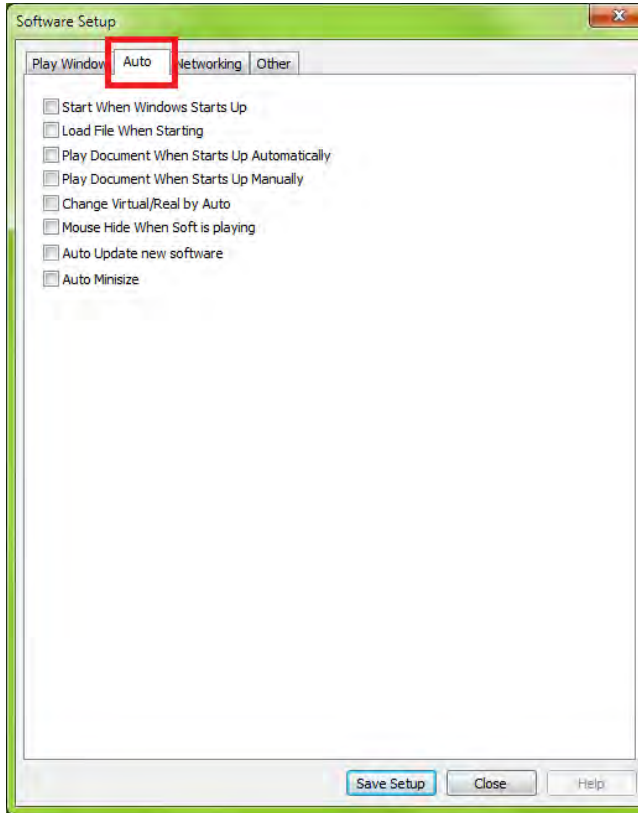 Software Setup
Play Window Auto Networking Other
Start When Windows Starts Up
Load File When Starting
Play Document When Starts Up Automatically
Play Document When Starts Up Manually
Change Virtual/Real by Auto
Mouse Hide When Soft is playing
Auto Update new software
Auto Minisize
Save Setup Close Help